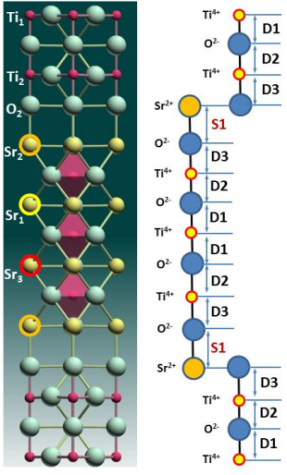 Ti1
Ti2
O2
Sr2
Sr1
Sr3
Ti4+
D1
O2-
D2
Ti4+
D3
Sr2+
S1
O2-
D3
Ti4+
D2
O2-
D1
Ti4+
D1
O2-
D2
Ti4+
D3
O2-
S1
Sr2+
D3
Ti4+
D2
O2-
D1
Ti4+